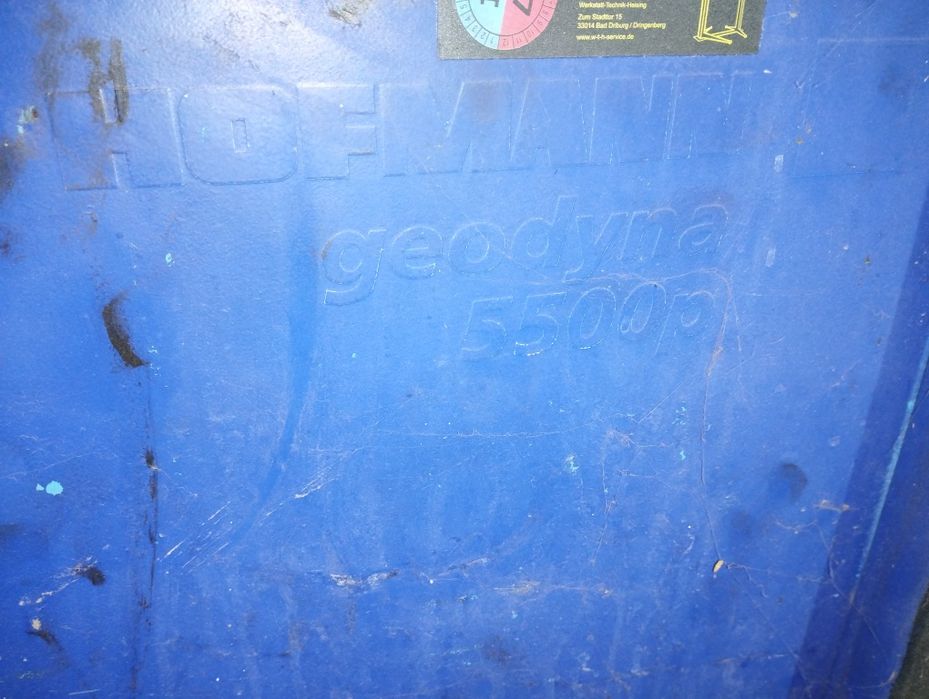 Werkstatt-Technik-Heising
Zum Stadttor 15
33014 Bad Driburg / Dringenberg
www.w-t-h-service.de
HOFMANN
geodyna
5500p